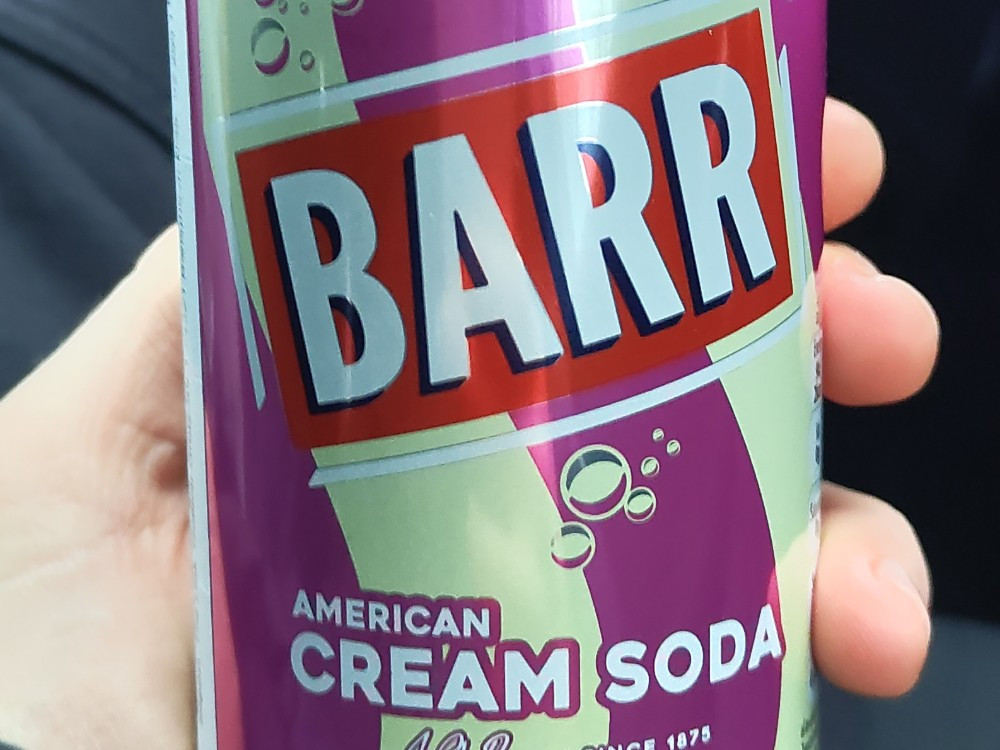 BARR
AMERICAN
CREAM SODA
SINCE 1875